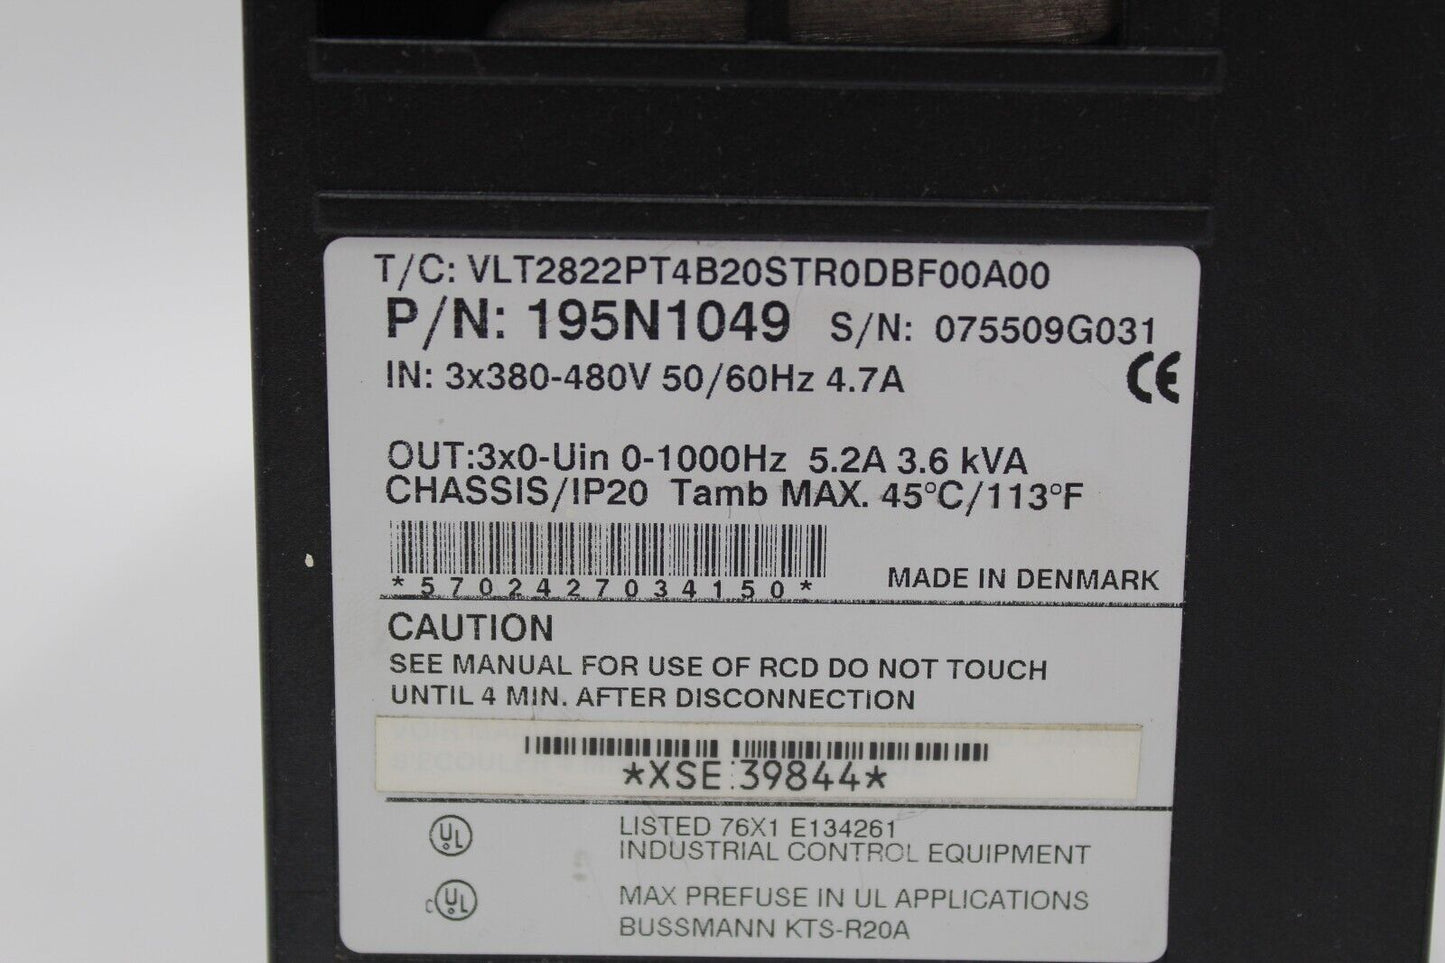 T/C: VLT2822PT4B20STR0DBF00A00
P/N: 195N1049 S/N: 075509G031
IN: 3x380-480V 50/60Hz 4.7A CE
OUT:3x0-Uin 0-1000Hz 5.2A 3.6 kVA
CHASSIS/IP20 Tamb MAX. 45°C/113°F
*5702427034150* MADE IN DENMARK
CAUTION
SEE MANUAL FOR USE OF RCD DO NOT TOUCH
UNTIL 4 MIN. AFTER DISCONNECTION
*XSE:39844*
UL LISTED 76X1 E134261
INDUSTRIAL CONTROL EQUIPMENT
c UL MAX PREFUSE IN UL APPLICATIONS
BUSSMANN KTS-R20A